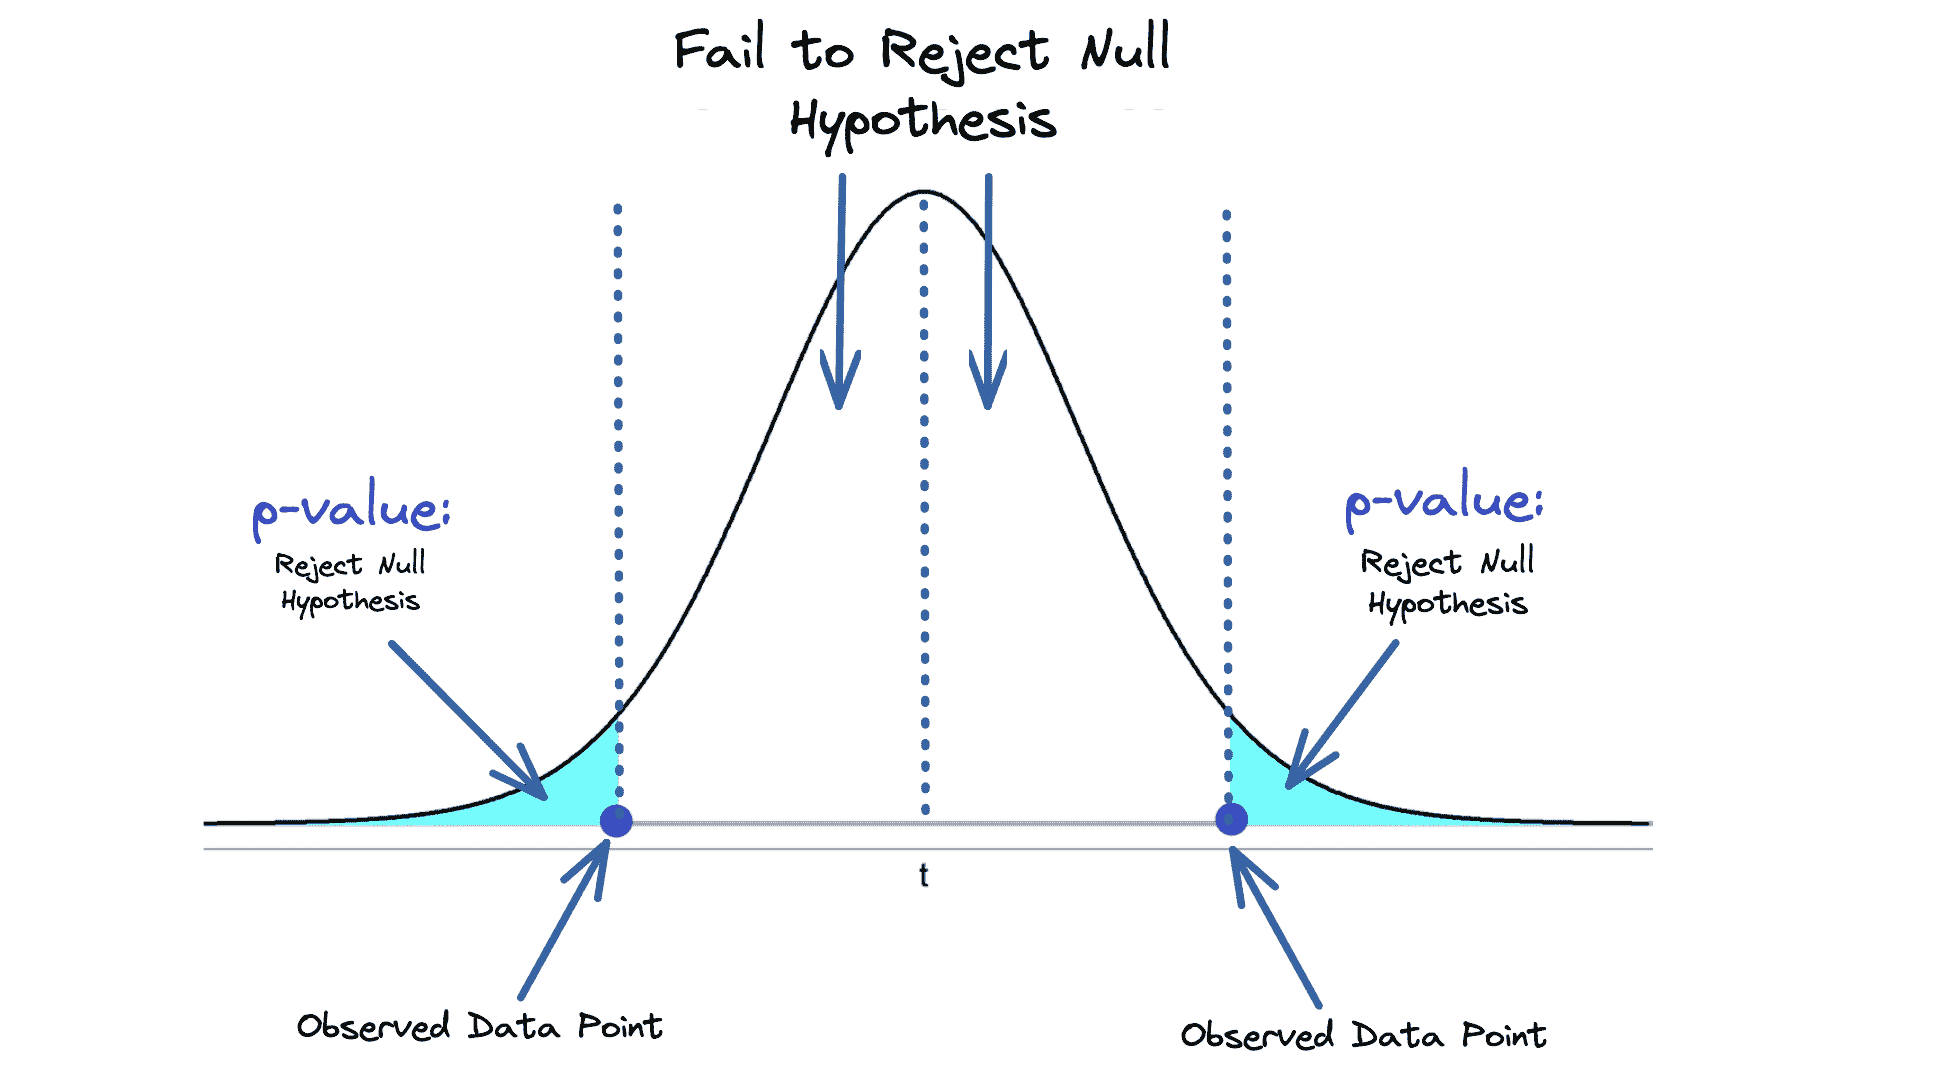 Fail to Reject Null
Hypothesis
p-value:
Reject Null
Hypothesis
p-value:
Reject Null
Hypothesis
t
Observed Data Point
Observed Data Point